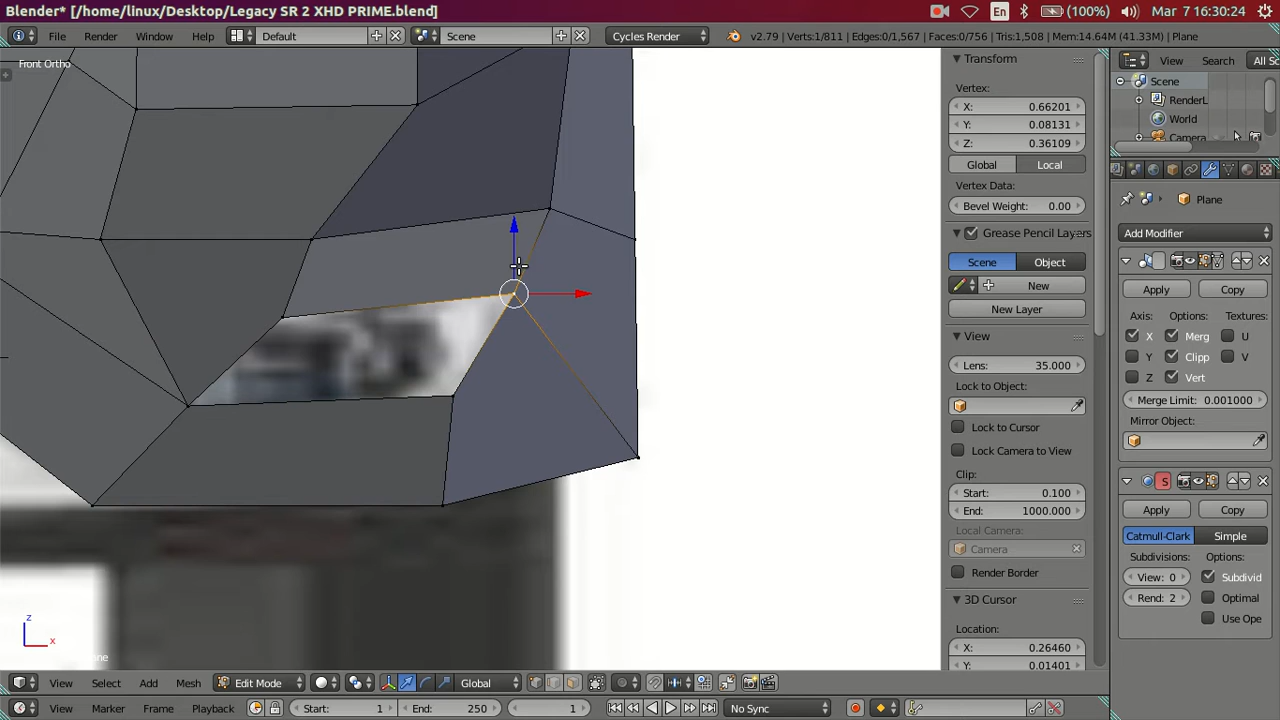 Blender* [/home/linux/Desktop/Legacy SR 2 XHD PRIME.blend]
En (100%) Mar 7 16:30:24
File Render Window Help Default Scene Cycles Render v2.79 | Verts:1/811 | Edges:0/1,567 | Faces:0/756 | Tris:1,508 | Mem:14.64M (41.33M) | Plane
Front Ortho
Transform
Vertex:
X: 0.66201
Y: 0.08131
Z: 0.36109
Global Local
Vertex Data:
Bevel Weight: 0.00
Grease Pencil Layers
Scene Object
New
New Layer
View
Lens: 35.000
Lock to Object:
Lock to Cursor
Lock Camera to View
Clip:
Start: 0.100
End: 1000.000
Local Camera:
Camera
Render Border
3D Cursor
Location:
X: 0.26460
Y: 0.01401
View Search All Sc
Scene
RenderL
World
Camera
Plane
Add Modifier
Apply Copy
Axis: Options: Textures:
X Merg U
Y Clipp V
Z Vert
Merge Limit: 0.001000
Mirror Object:
S
Apply Copy
Catmull-Clark Simple
Subdivisions: Options:
View: 0 Subdivid
Rend: 2 Optimal
Use Ope
z
x
View Select Add Mesh Edit Mode Global
View Marker Frame Playback Start: 1 End: 250 1 No Sync